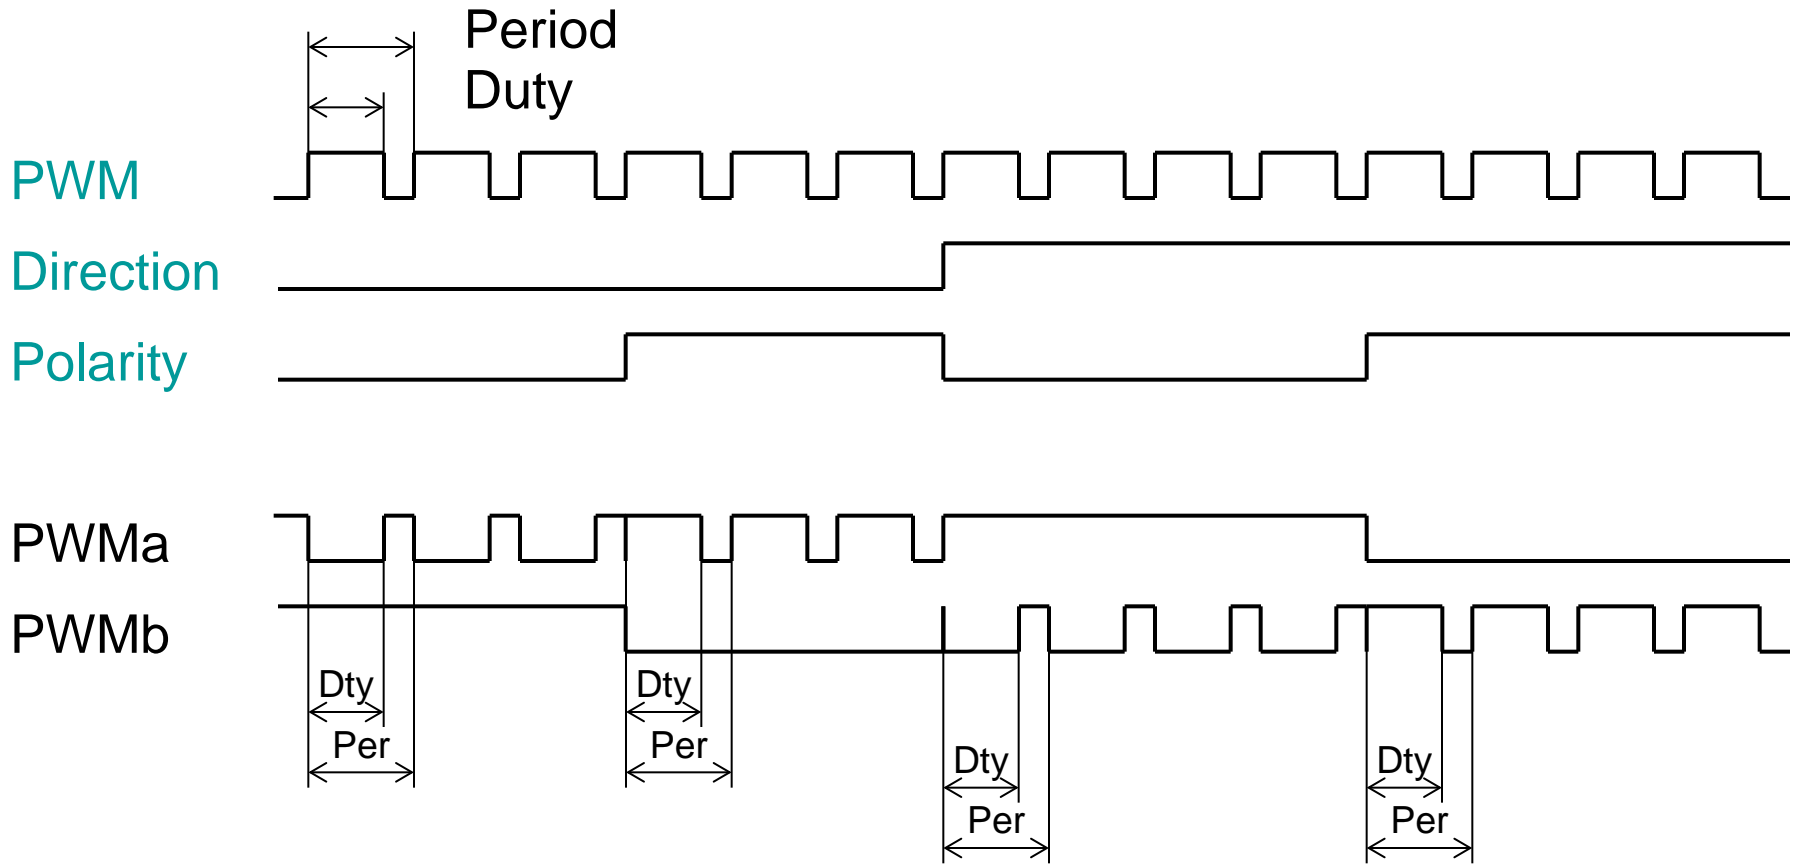 Period
Duty
PWM
Direction
Polarity
PWMa
PWMb
Dty
Dty
Per
Per
Dty
Dty
Per
Per